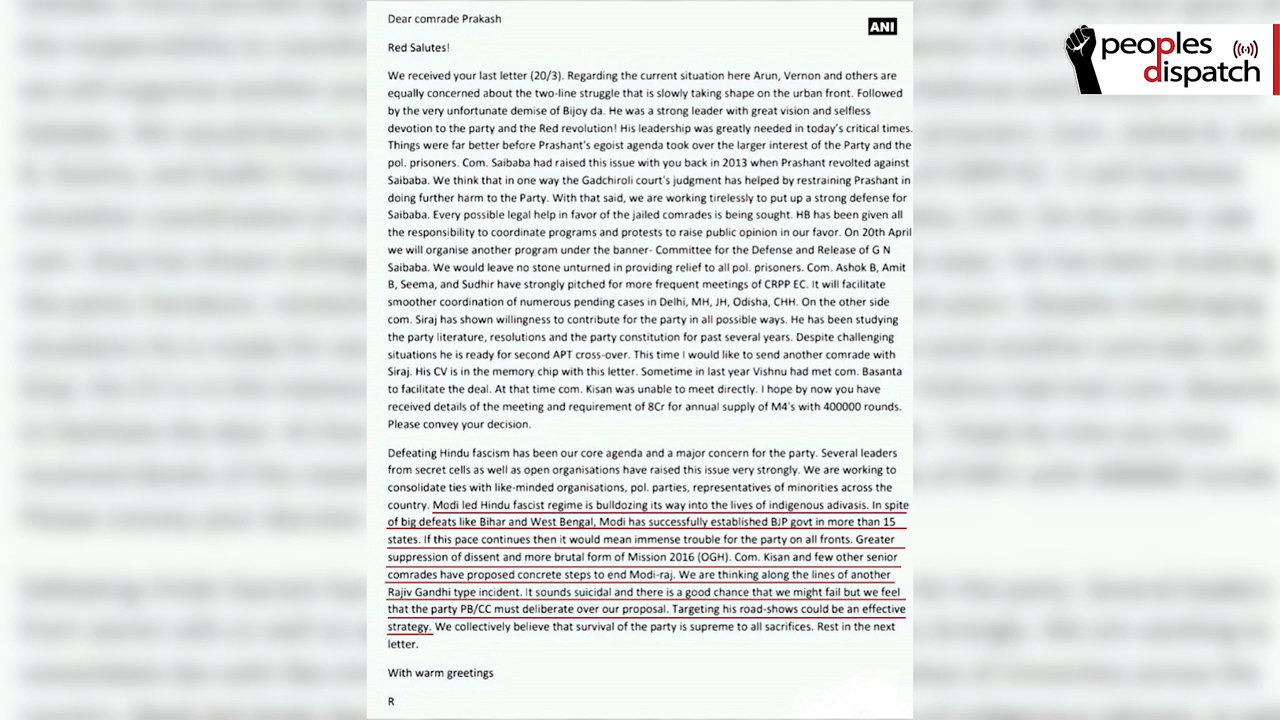 Dear comrade Prakash
ANI
peoples
dispatch
Red Salutes!
We received your last letter (20/3). Regarding the current situation here Arun, Vernon and others are
equally concerned about the two-line struggle that is slowly taking shape on the urban front. Followed
by the very unfortunate demise of Bijoy da. He was a strong leader with great vision and selfless
devotion to the party and the Red revolution! His leadership was greatly needed in today's critical times.
Things were far better before Prashant's egoist agenda took over the larger interest of the Party and the
pol. prisoners. Com. Saibaba had raised this issue with you back in 2013 when Prashant revolted against
Saibaba. We think that in one way the Gadchiroli court's judgment has helped by restraining Prashant in
doing further harm to the Party. With that said, we are working tirelessly to put up a strong defense for
Saibaba. Every possible legal help in favor of the jailed comrades is being sought. HB has been given all
the responsibility to coordinate programs and protests to raise public opinion in our favor. On 20th April
we will organise another program under the banner- Committee for the Defense and Release of G N
Saibaba. We would leave no stone unturned in providing relief to all pol. prisoners. Com. Ashok B, Amit
B, Seema, and Sudhir have strongly pitched for more frequent meetings of CRPP EC. It will facilitate
smoother coordination of numerous pending cases in Delhi, MH, JH, Odisha, CHH. On the other side
com. Siraj has shown willingness to contribute for the party in all possible ways. He has been studying
the party literature, resolutions and the party constitution for past several years. Despite challenging
situations he is ready for second APT cross-over. This time I would like to send another comrade with
Siraj. His CV is in the memory chip with this letter. Sometime in last year Vishnu had met com. Basanta
to facilitate the deal. At that time com. Kisan was unable to meet directly. I hope by now you have
received details of the meeting and requirement of 8Cr for annual supply of M4's with 400000 rounds.
Please convey your decision.
Defeating Hindu fascism has been our core agenda and a major concern for the party. Several leaders
from secret cells as well as open organisations have raised this issue very strongly. We are working to
consolidate ties with like-minded organisations, pol. parties, representatives of minorities across the
country. Modi led Hindu fascist regime is bulldozing its way into the lives of indigenous adivasis. In spite
of big defeats like Bihar and West Bengal, Modi has successfully established BJP govt in more than 15
states. If this pace continues then it would mean immense trouble for the party on all fronts. Greater
suppression of dissent and more brutal form of Mission 2016 (OGH). Com. Kisan and few other senior
comrades have proposed concrete steps to end Modi-raj. We are thinking along the lines of another
Rajiv Gandhi type incident. It sounds suicidal and there is a good chance that we might fail but we feel
that the party PB/CC must deliberate over our proposal. Targeting his road-shows could be an effective
strategy. We collectively believe that survival of the party is supreme to all sacrifices. Rest in the next
letter.
With warm greetings
R